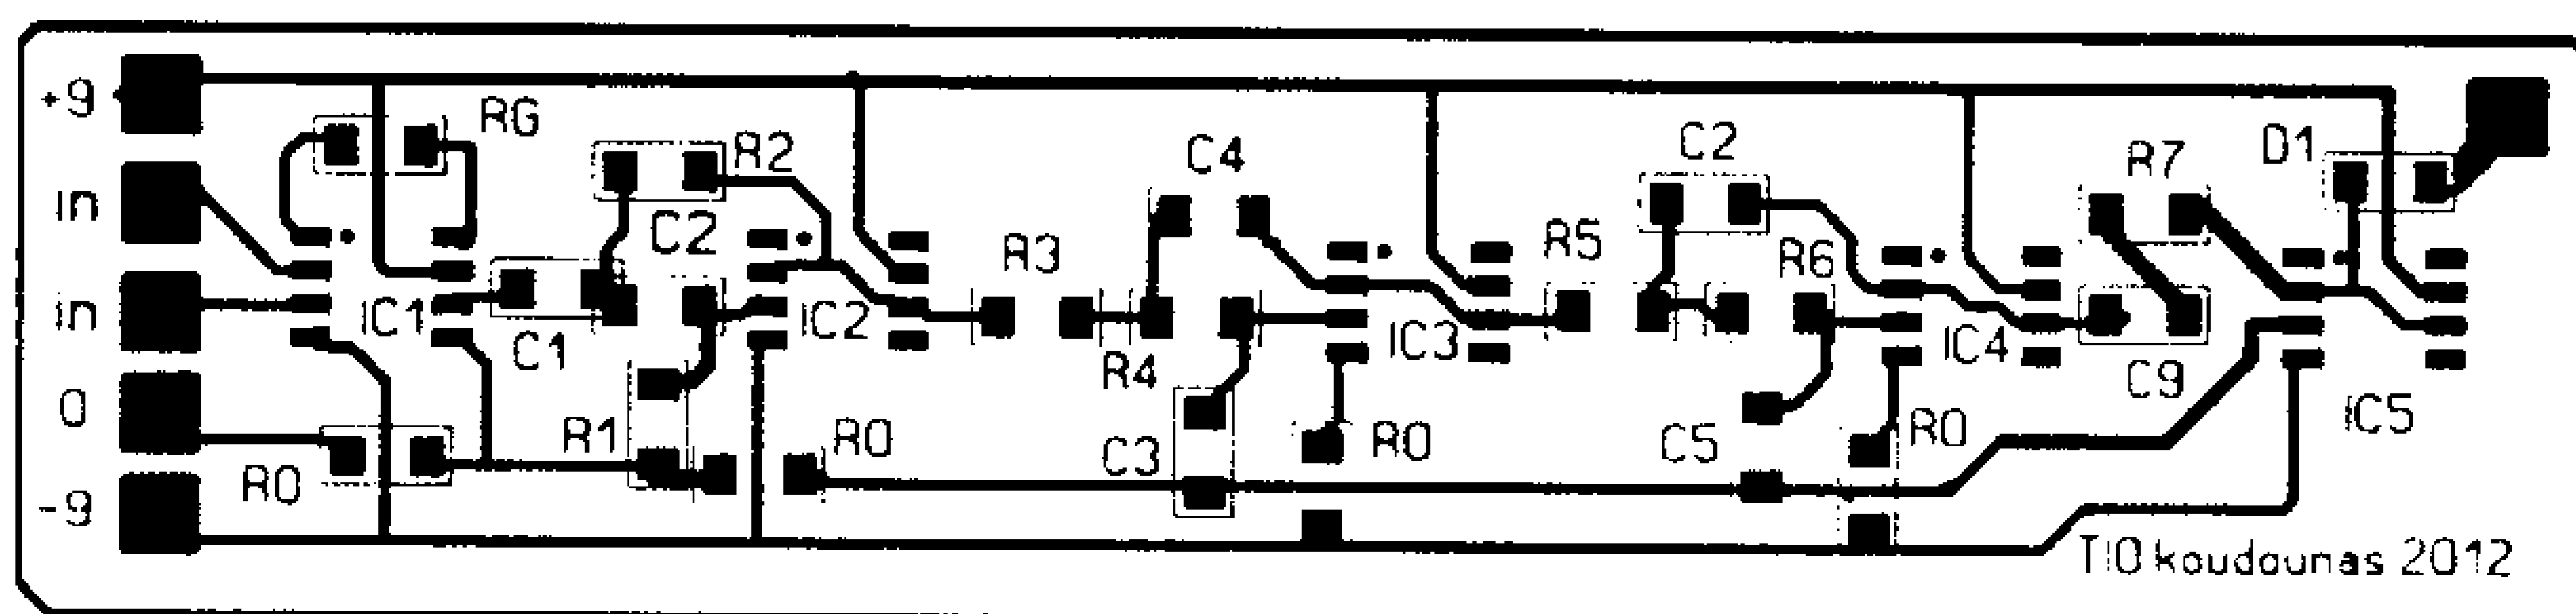 +9
RG
R2
C4
C2
R7
D1
in
C2
R3
R5
R6
in
IC1
C1
IC2
R4
IC3
IC4
C9
0
R0
R1
R0
C3
R0
C5
R0
IC5
-9
TIO koudounas 2012